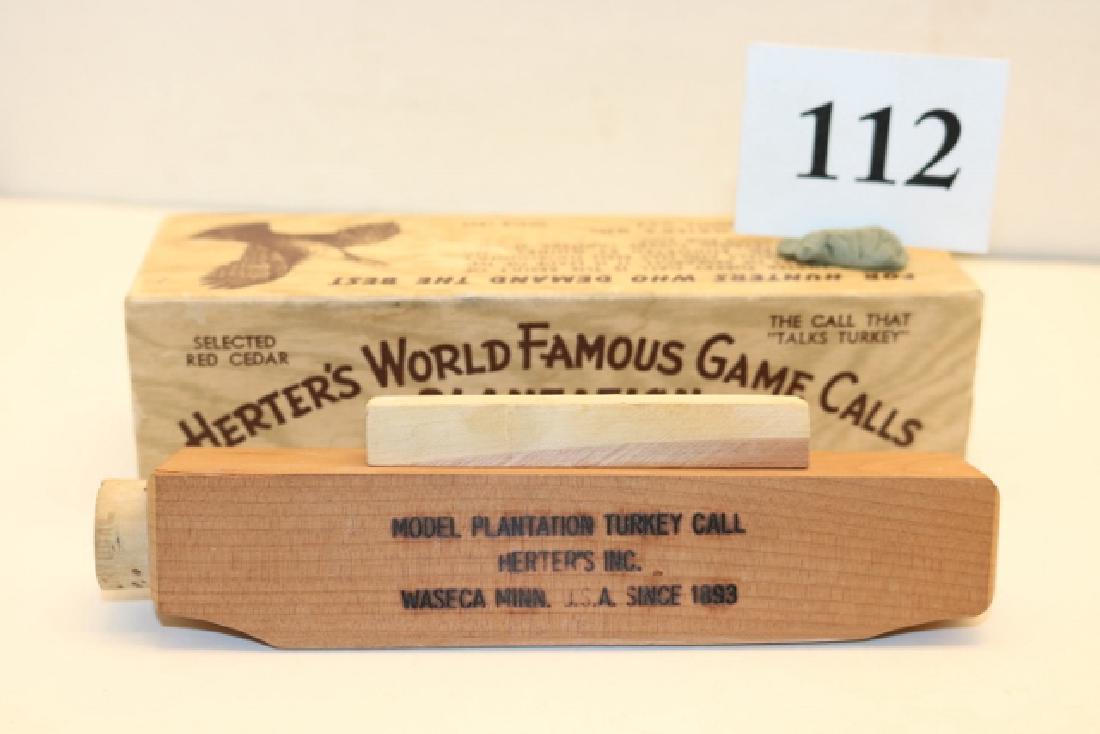 112
FOR HUNTERS WHO DEMAND THE BEST
SELECTED
RED CEDAR
THE CALL THAT
"TALKS TURKEY"
HERTER'S WORLD FAMOUS GAME CALLS
PLANTATION
MODEL PLANTATION TURKEY CALL
HERTER'S INC.
WASECA MINN. U.S.A. SINCE 1893